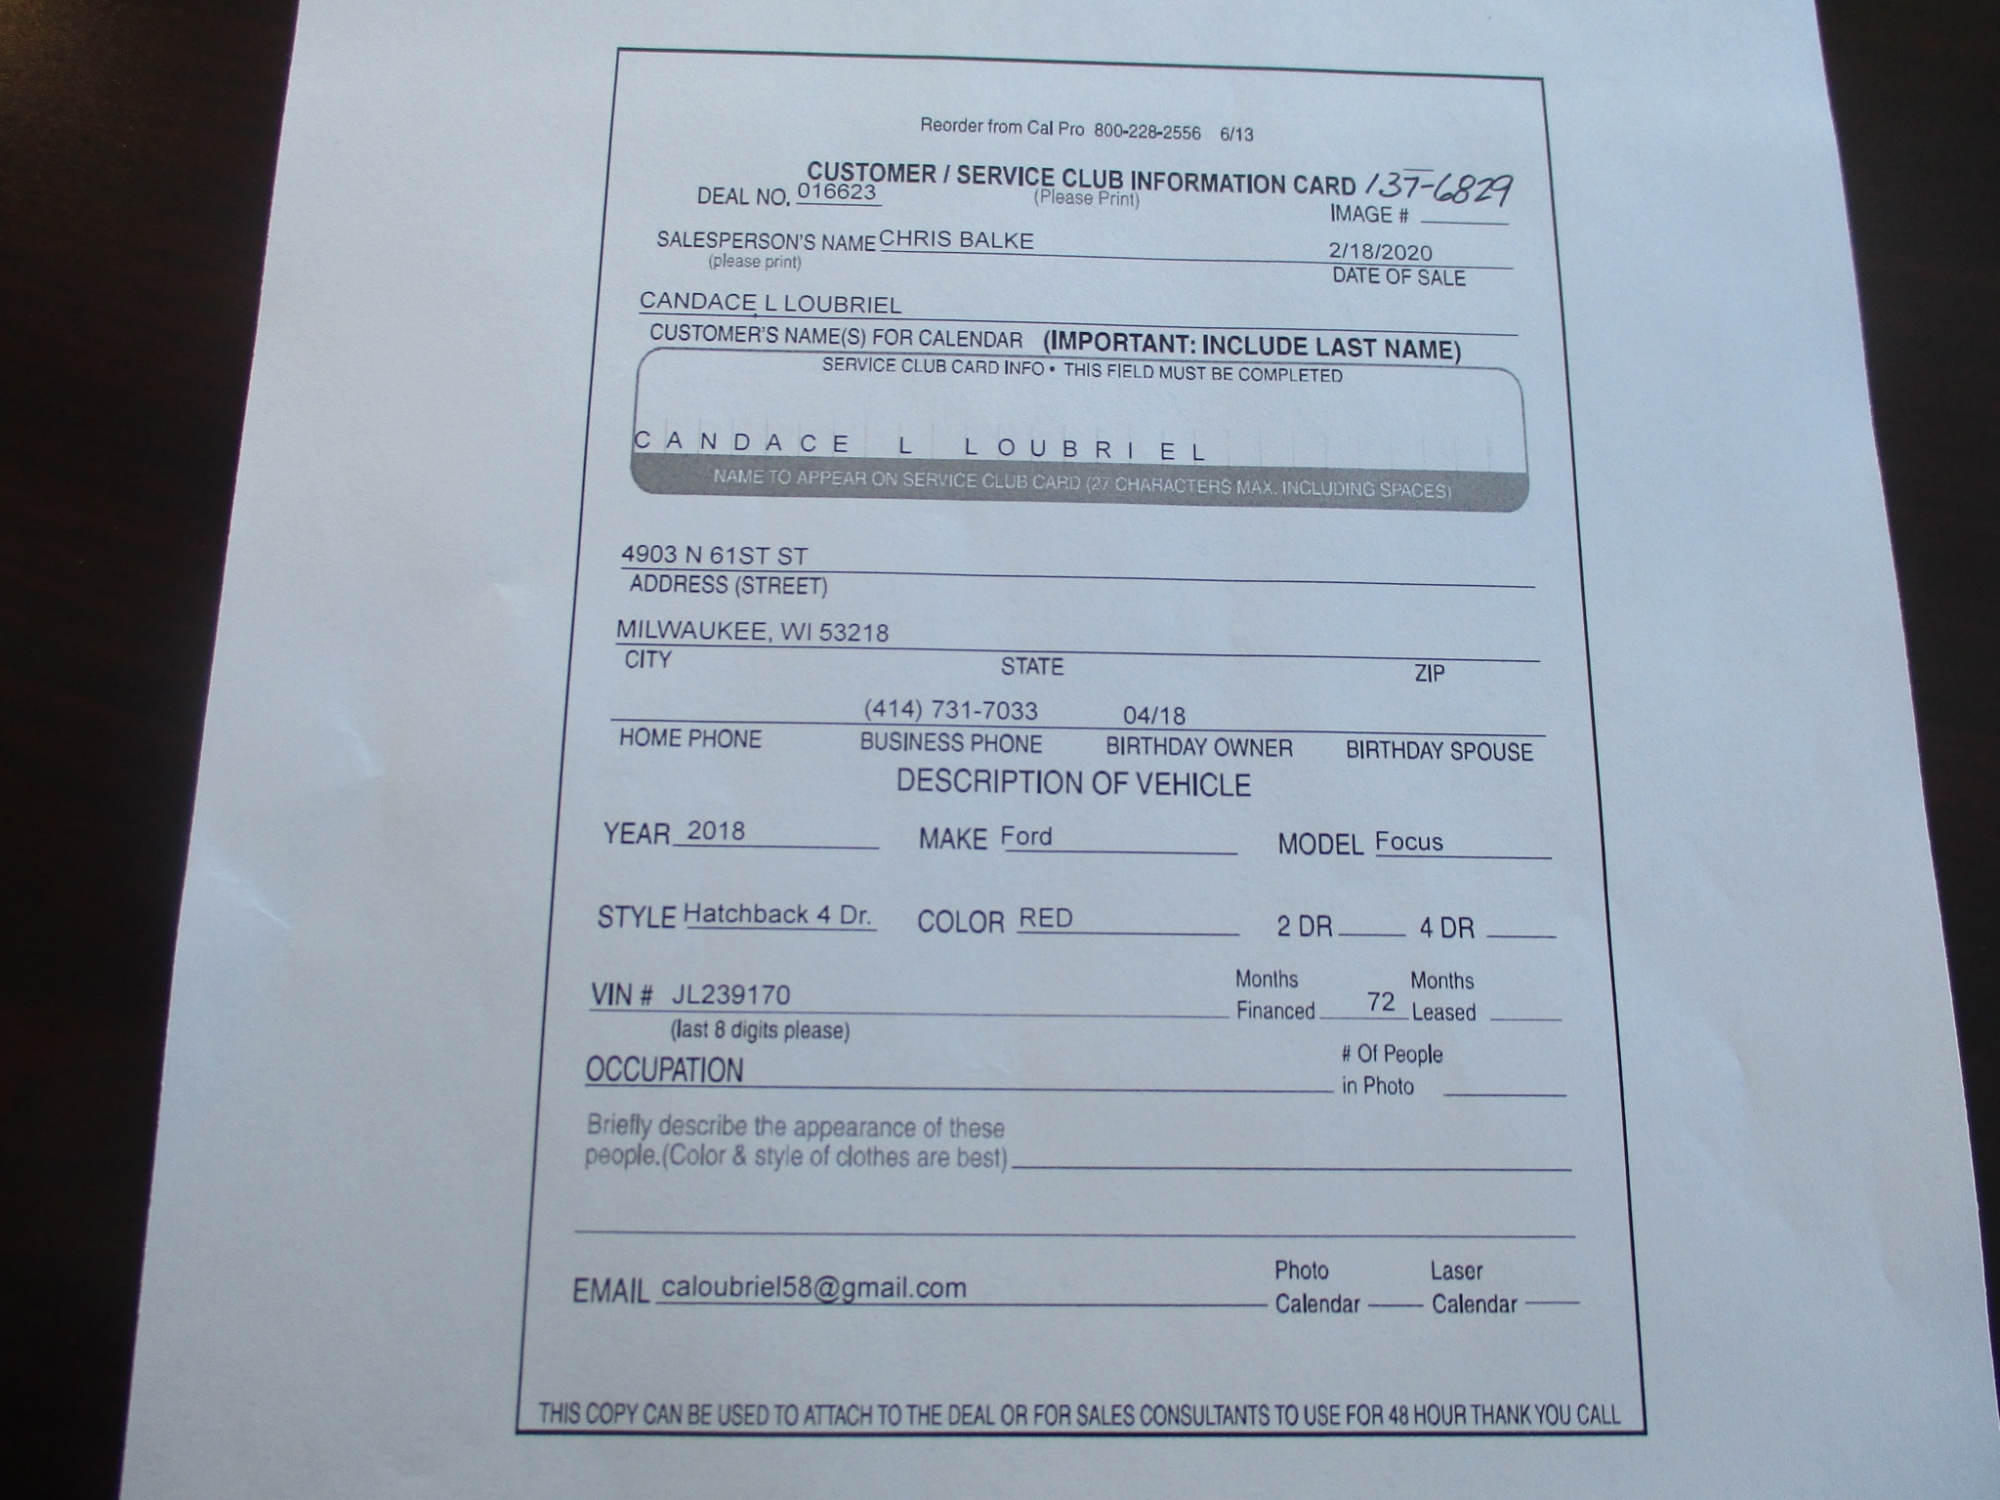 Reorder from Cal Pro 800-228-2556 6/13
CUSTOMER / SERVICE CLUB INFORMATION CARD 137-6829
DEAL NO. 016623 (Please Print) IMAGE #
SALESPERSON'S NAME CHRIS BALKE 2/18/2020
(please print) DATE OF SALE
CANDACE L LOUBRIEL
CUSTOMER'S NAME(S) FOR CALENDAR (IMPORTANT: INCLUDE LAST NAME)
SERVICE CLUB CARD INFO • THIS FIELD MUST BE COMPLETED
CANDACE L LOUBRIEL
NAME TO APPEAR ON SERVICE CLUB CARD (27 CHARACTERS MAX. INCLUDING SPACES)
4903 N 61ST ST
ADDRESS (STREET)
MILWAUKEE, WI 53218
CITY STATE ZIP
(414) 731-7033 04/18
HOME PHONE BUSINESS PHONE BIRTHDAY OWNER BIRTHDAY SPOUSE
DESCRIPTION OF VEHICLE
YEAR 2018 MAKE Ford MODEL Focus
STYLE Hatchback 4 Dr. COLOR RED 2 DR 4 DR
Months Months
VIN # JL239170 Financed 72 Leased
(last 8 digits please)
# Of People
OCCUPATION in Photo
Briefly describe the appearance of these
people.(Color & style of clothes are best)
Photo Laser
EMAIL caloubriel58@gmail.com Calendar Calendar
THIS COPY CAN BE USED TO ATTACH TO THE DEAL OR FOR SALES CONSULTANTS TO USE FOR 48 HOUR THANK YOU CALL